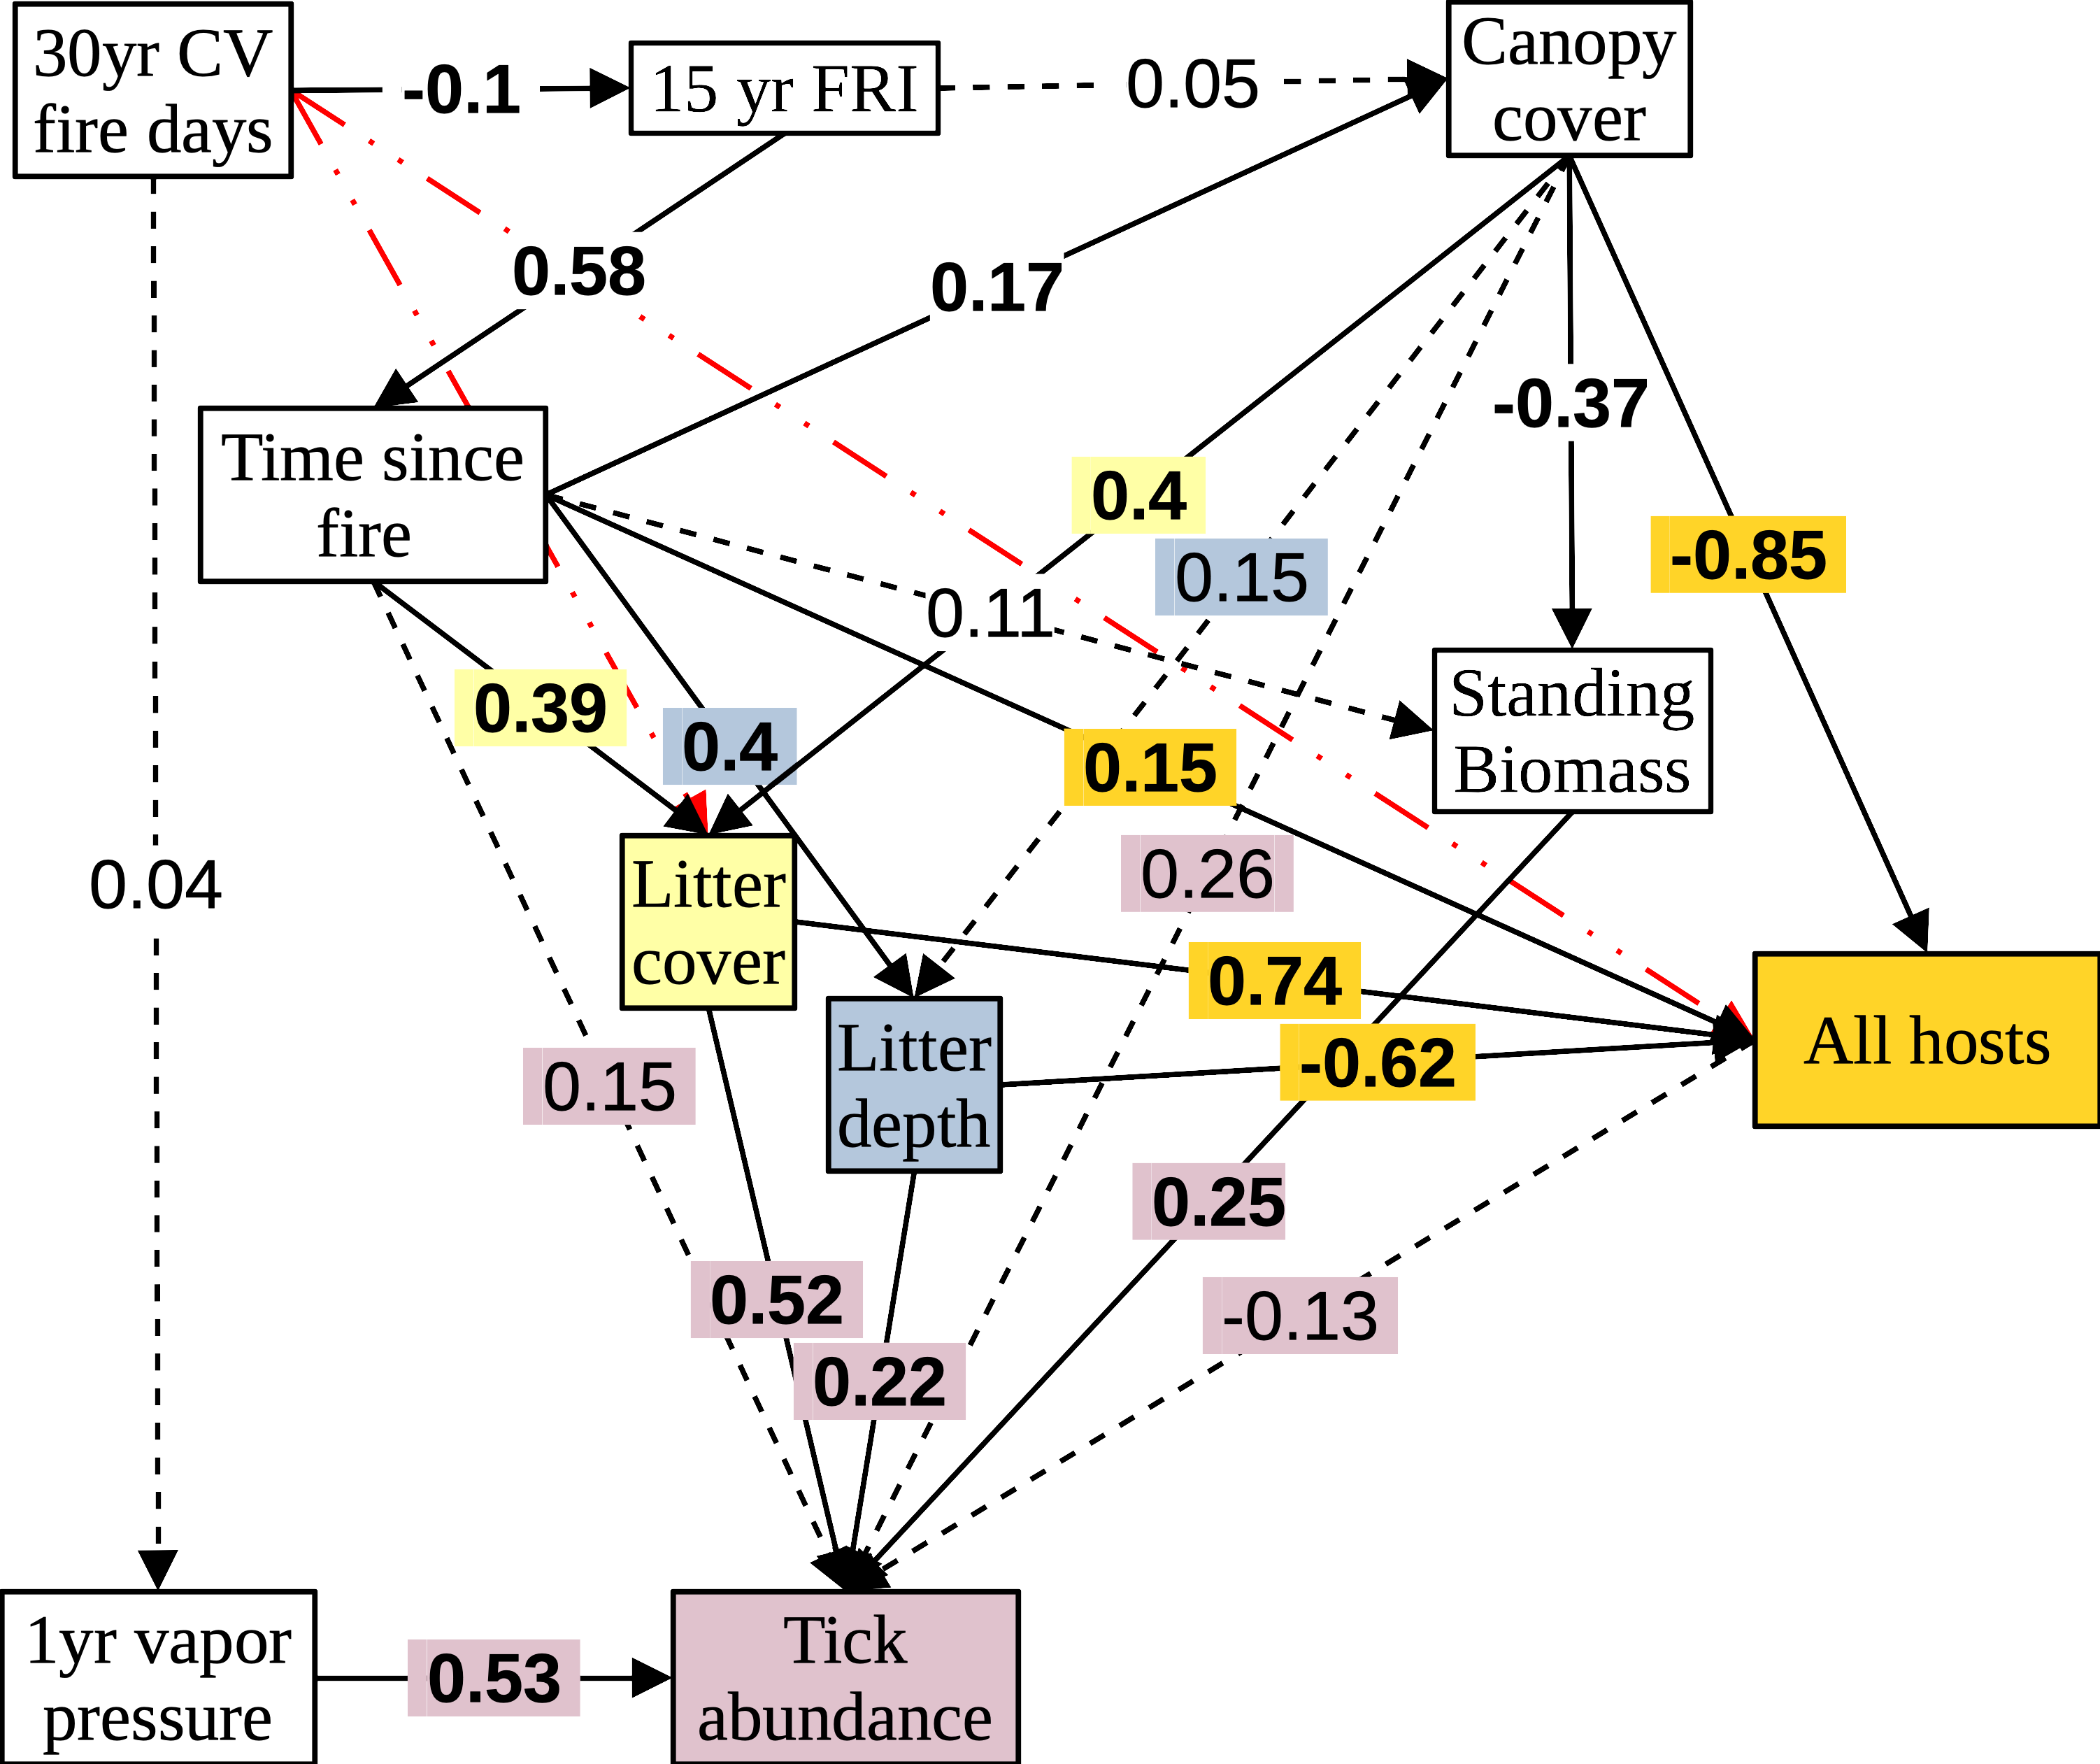 30yr CV
fire days
-0.1
15 yr FRI
0.05
Canopy
cover
0.58
0.17
-0.37
Time since
fire
0.4
0.15
-0.85
0.11
0.39
0.4
0.15
Standing
Biomass
0.04
Litter
cover
0.26
0.74
-0.62
All hosts
Litter
depth
0.15
0.25
0.52
-0.13
0.22
1yr vapor
pressure
0.53
Tick
abundance